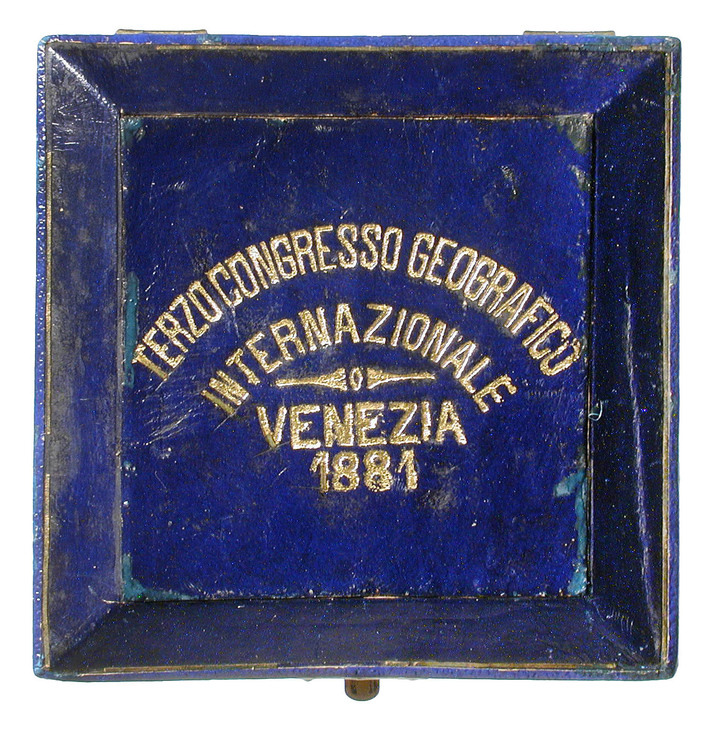 TERZO CONGRESSO GEOGRAFICO
INTERNAZIONALE
VENEZIA
1881